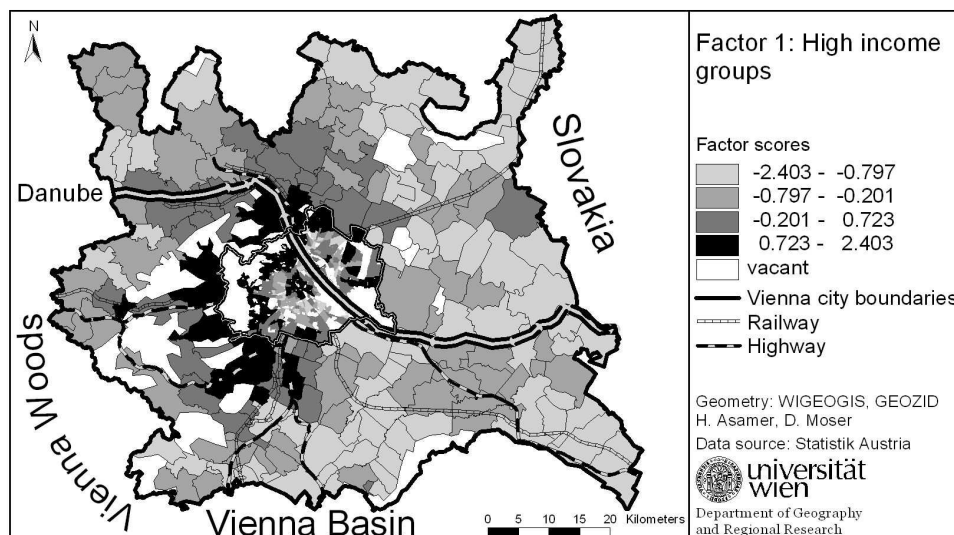 N
Danube
Slovakia
Vienna Woods
Vienna Basin
0 5 10 15 20 Kilometers
Factor 1: High income
groups
Factor scores
-2.403 - -0.797
-0.797 - -0.201
-0.201 - 0.723
0.723 - 2.403
vacant
Vienna city boundaries
Railway
Highway
Geometry: WIGEOGIS, GEOZID
H. Asamer, D. Moser
Data source: Statistik Austria
universität
wien
Department of Geography
and Regional Research